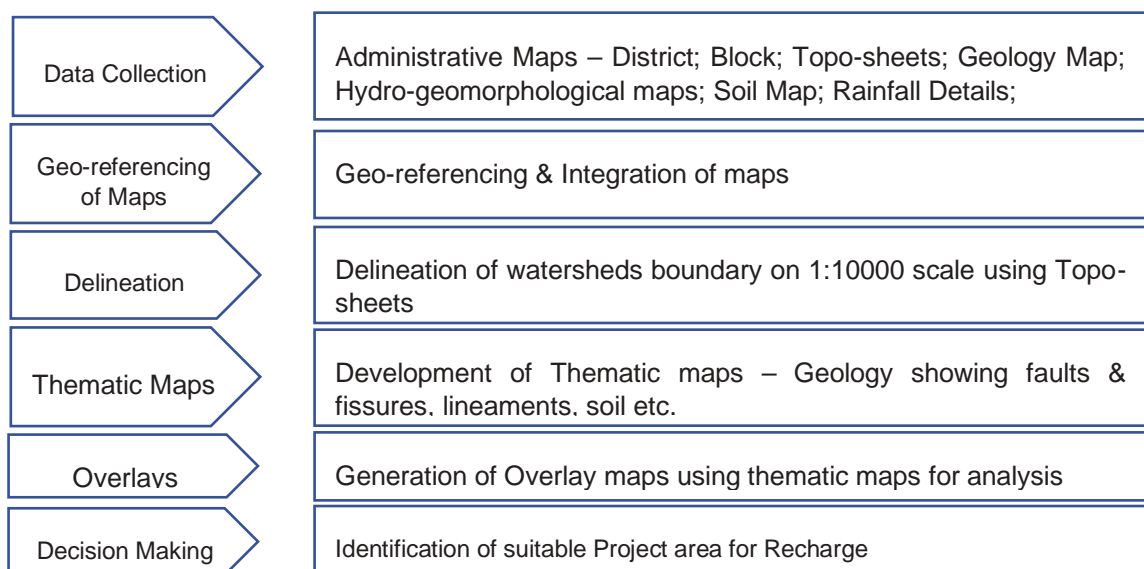 Data Collection
Administrative Maps – District; Block; Topo-sheets; Geology Map;
Hydro-geomorphological maps; Soil Map; Rainfall Details;
Geo-referencing
of Maps
Geo-referencing & Integration of maps
Delineation
Delineation of watersheds boundary on 1:10000 scale using Topo-
sheets
Thematic Maps
Development of Thematic maps – Geology showing faults &
fissures, lineaments, soil etc.
Overlays
Generation of Overlay maps using thematic maps for analysis
Decision Making
Identification of suitable Project area for Recharge